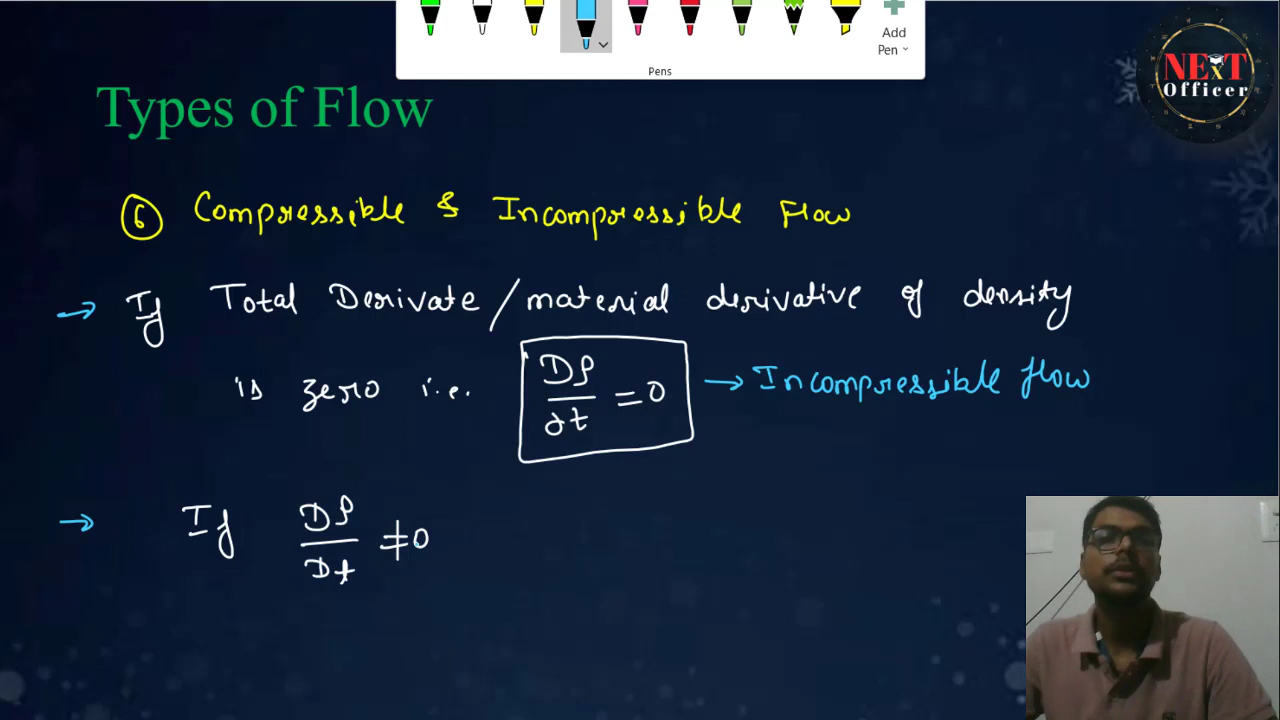 Add
Pen
Pens
NExT
Officer
Types of Flow
6 Compressible & Incompressible Flow
→ If Total Derivate/material derivative of density
is zero i.e. Dρ/∂t = 0 → Incompressible flow
→ If Dρ/Dt ≠ 0